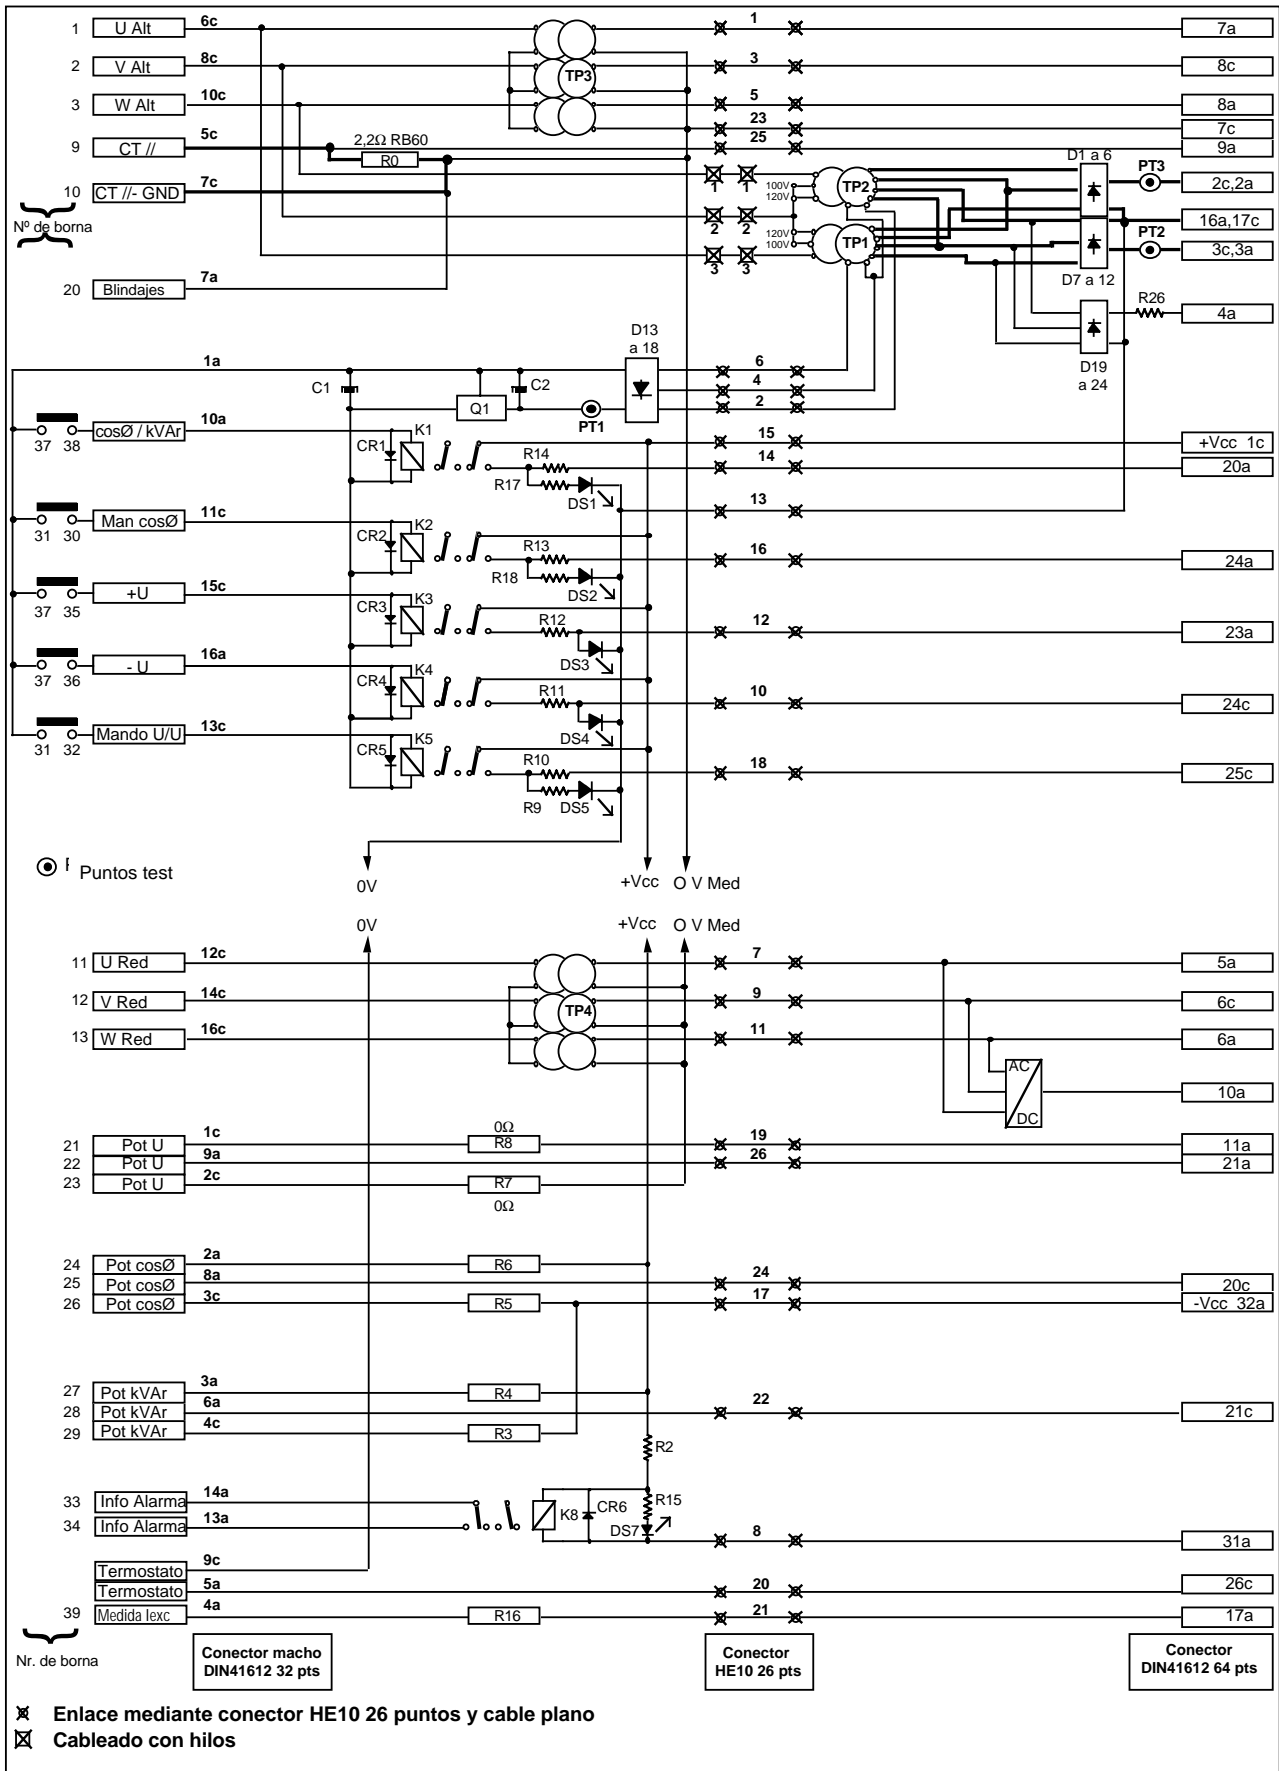 1 U Alt 6c 1 7a
2 V Alt 8c TP3 3 8c
3 W Alt 10c 5 8a
23 7c
9 CT // 5c 2,2Ω RB60 25 9a
R0 D1 a 6
10 CT //- GND 7c 1 1 100V 120V TP2 PT3 2c,2a
Nº de borna 2 2 16a,17c
120V 100V TP1 PT2 3c,3a
3 3 D7 a 12
20 Blindajes 7a
R26 4a
D13 a 18
D19 a 24
1a 6
C1 C2 4
Q1 PT1 2
cosØ / kVAr 10a K1 15 +Vcc 1c
37 38 CR1 R14 14 20a
R17 DS1
13
Man cosØ 11c K2
31 30 CR2 R13 16 24a
R18 DS2
+U 15c K3
37 35 CR3 R12 12 23a
DS3
- U 16a K4
37 36 CR4 R11 10 24c
DS4
Mando U/U 13c K5
31 32 CR5 R10 18 25c
R9 DS5
Puntos test
0V +Vcc O V Med
0V +Vcc O V Med
11 U Red 12c 7 5a
12 V Red 14c TP4 9 6c
13 W Red 16c 11 6a
AC
DC 10a
0Ω
21 Pot U 1c R8 19 11a
22 Pot U 9a 26 21a
23 Pot U 2c R7
0Ω
24 Pot cosØ 2a R6
25 Pot cosØ 8a 24 20c
26 Pot cosØ 3c R5 17 -Vcc 32a
27 Pot kVAr 3a R4
28 Pot kVAr 6a 22 21c
29 Pot kVAr 4c R3
R2
33 Info Alarma 14a K8 CR6 R15
34 Info Alarma 13a DS7
8 31a
Termostato 9c
Termostato 5a 20 26c
39 Medida Iexc 4a R16 21 17a
Nr. de borna
Conector macho
DIN41612 32 pts
Conector
HE10 26 pts
Conector
DIN41612 64 pts
Enlace mediante conector HE10 26 puntos y cable plano
Cableado con hilos